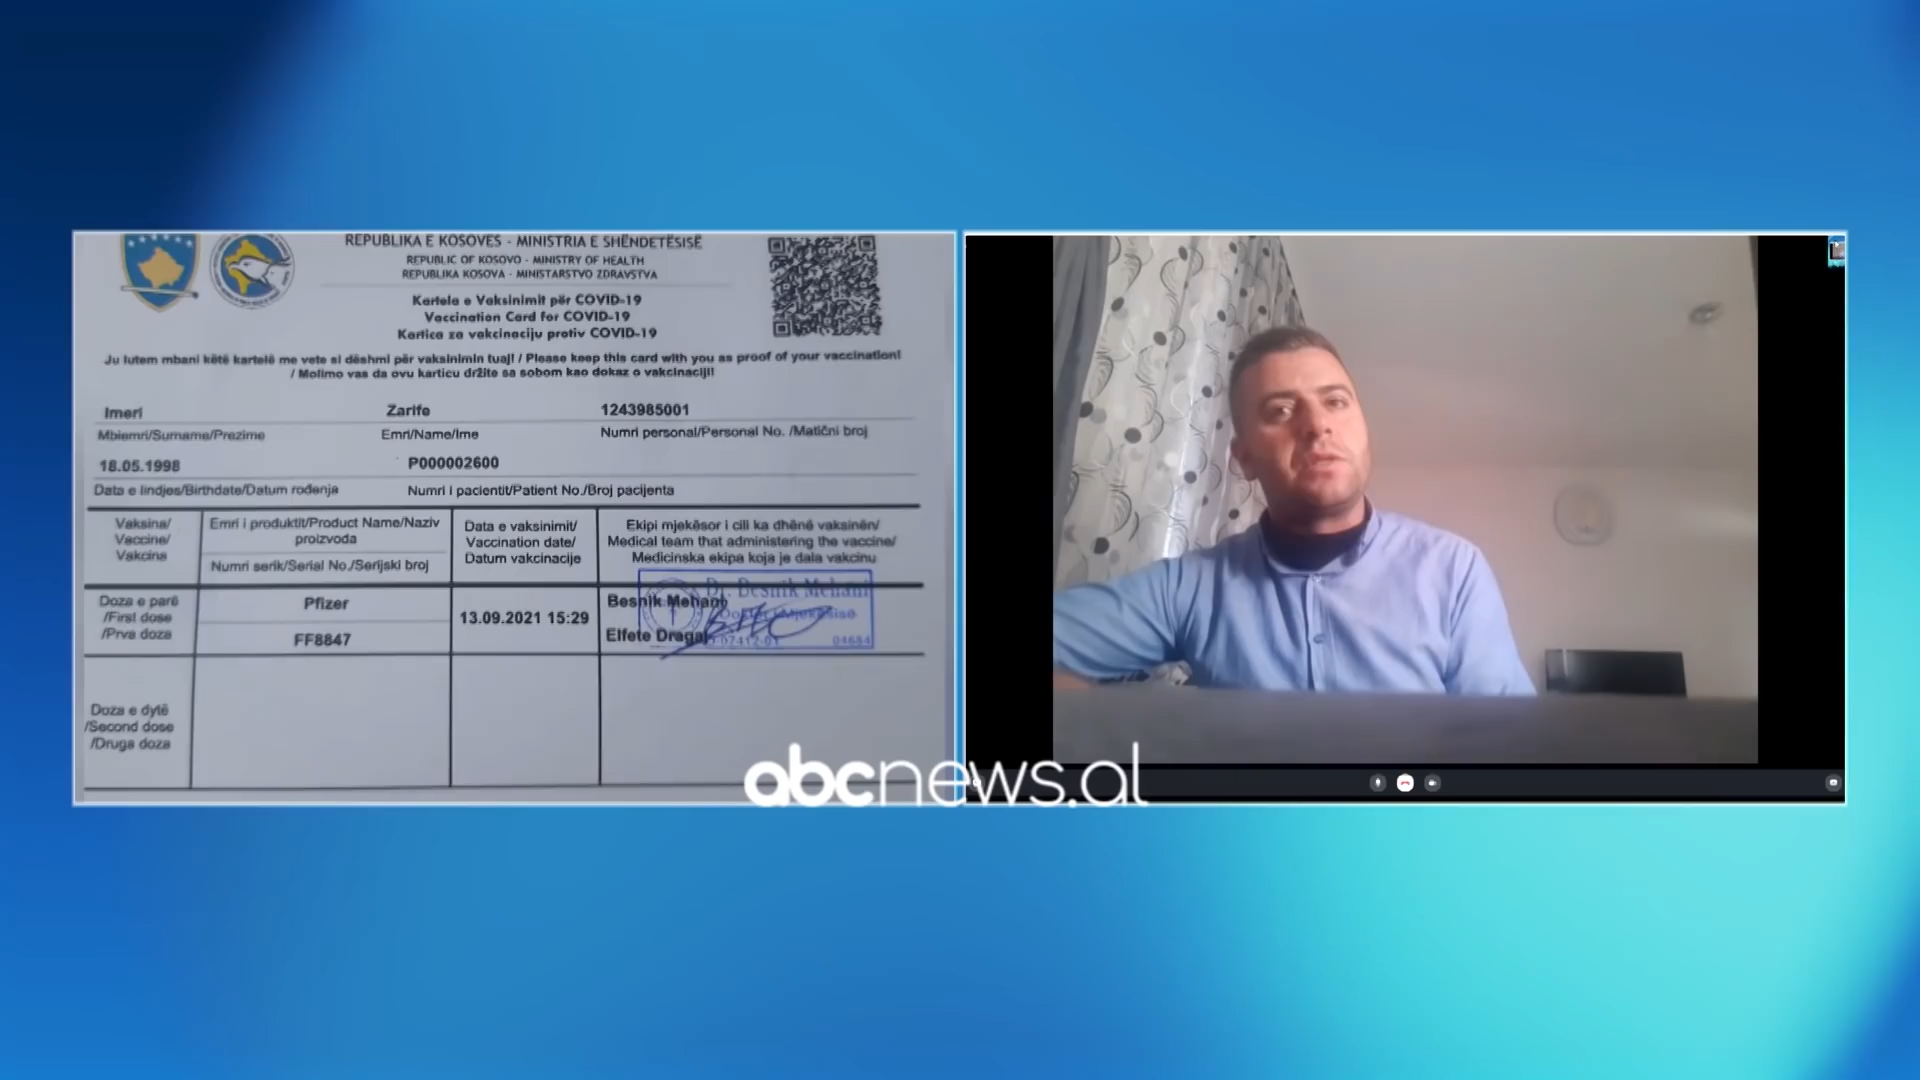 REPUBLIKA E KOSOVËS - MINISTRIA E SHËNDETËSISË
REPUBLIC OF KOSOVO - MINISTRY OF HEALTH
REPUBLIKA KOSOVA - MINISTARSTVO ZDRAVSTVA
Kartela e Vaksinimit për COVID-19
Vaccination Card for COVID-19
Kartica za vakcinaciju protiv COVID-19
Ju lutem mbani këtë kartelë me vete si dëshmi për vaksinimin tuaj! / Please keep this card with you as proof of your vaccination!
/ Molimo vas da ovu karticu držite sa sobom kao dokaz o vakcinaciji!
Imeri Zarife 1243985001
Mbiemri/Surname/Prezime Emri/Name/Ime Numri personal/Personal No. /Matični broj
18.05.1998 P000002600
Data e lindjes/Birthdate/Datum rođenja Numri i pacientit/Patient No./Broj pacijenta
Vaksina/
Vaccine/
Vakcina
Emri i produktit/Product Name/Naziv
proizvoda
Numri serik/Serial No./Serijski broj
Data e vaksinimit/
Vaccination date/
Datum vakcinacije
Ekipi mjekësor i cili ka dhënë vaksinën/
Medical team that administering the vaccine/
Medicinska ekipa koja je dala vakcinu
Doza e parë
/First dose
/Prva doza
Pfizer
FF8847
13.09.2021 15:29
Besnik Mehani
Elfete Dragaj
Dr. Besnik Mehani
04684
Doza e dytë
/Second dose
/Druga doza
abcnews.al